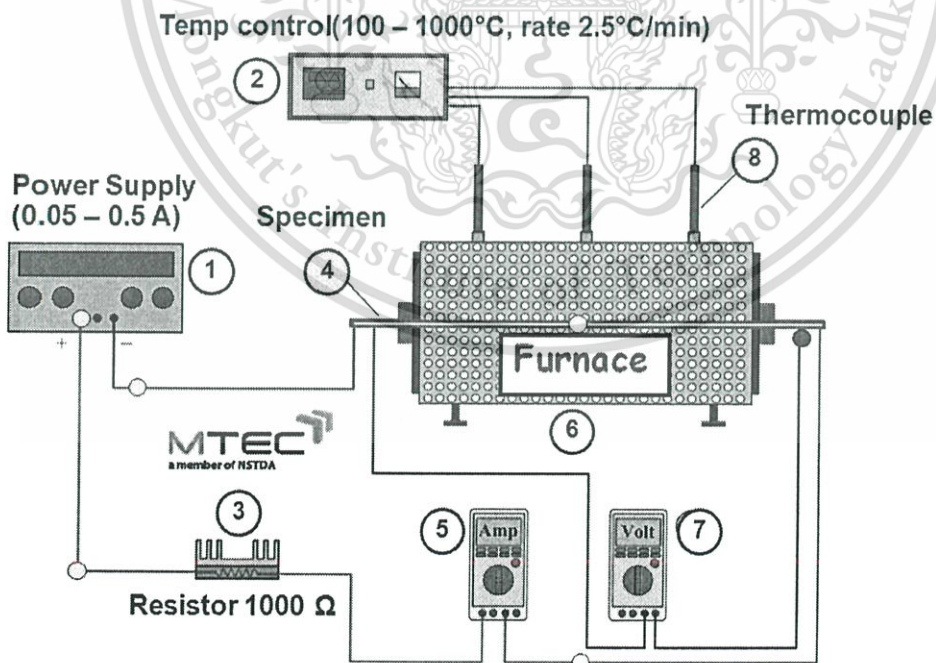 Temp control(100 – 1000°C, rate 2.5°C/min)
2
Thermocouple
8
Power Supply
(0.05 – 0.5 A)
1
+ −
Specimen
4
Furnace
6
MTEC
a member of NSTDA
3
Resistor 1000 Ω
5
Amp
Volt
7